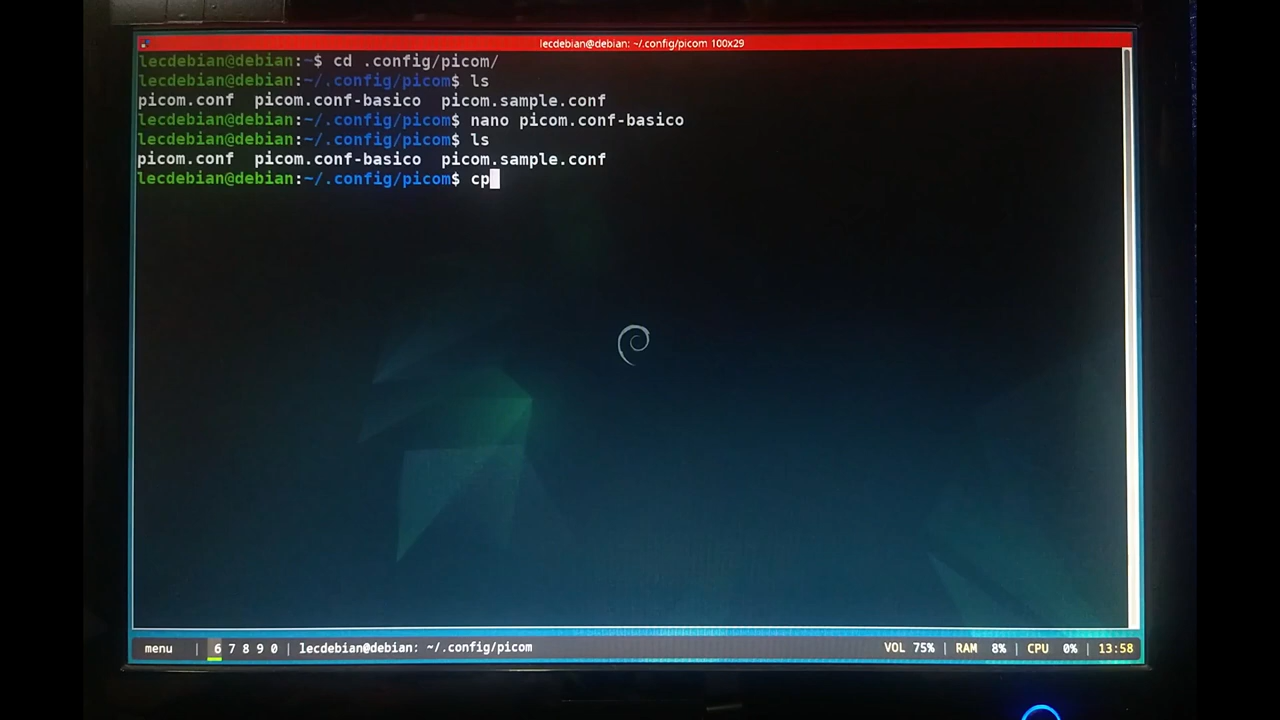 lecdebian@debian: ~/.config/picom 100x29
lecdebian@debian:~$ cd .config/picom/
lecdebian@debian:~/.config/picom$ ls
picom.conf  picom.conf-basico  picom.sample.conf
lecdebian@debian:~/.config/picom$ nano picom.conf-basico
lecdebian@debian:~/.config/picom$ ls
picom.conf  picom.conf-basico  picom.sample.conf
lecdebian@debian:~/.config/picom$ cp
menu | 6 7 8 9 0 | lecdebian@debian: ~/.config/picom VOL 75% | RAM 8% | CPU 0% | 13:58